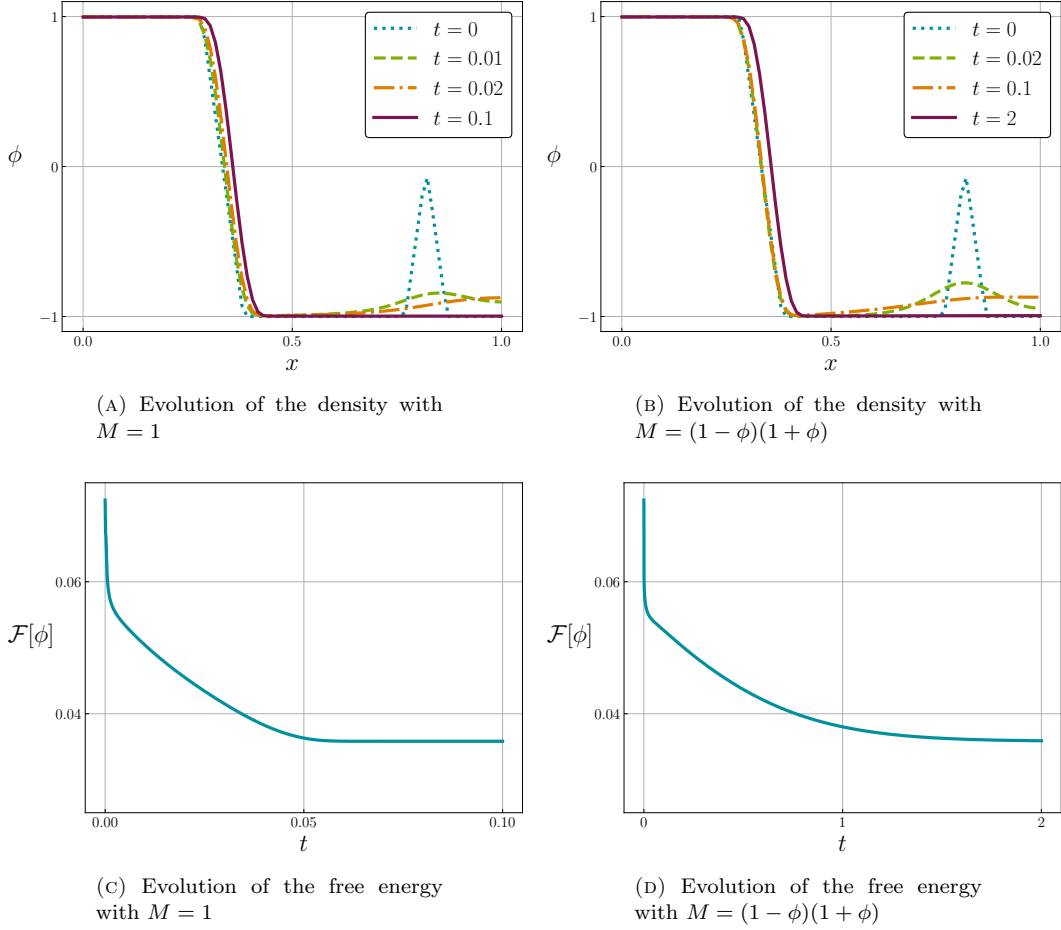 1
0
−1
ϕ
0.0
0.5
1.0
x
t = 0
t = 0.01
t = 0.02
t = 0.1
(A) Evolution of the density with
M = 1
1
0
−1
ϕ
0.0
0.5
1.0
x
t = 0
t = 0.02
t = 0.1
t = 2
(B) Evolution of the density with
M = (1 − ϕ)(1 + ϕ)
0.06
0.04
F[ϕ]
0.00
0.05
0.10
t
(C) Evolution of the free energy
with M = 1
0.06
0.04
F[ϕ]
0
1
2
t
(D) Evolution of the free energy
with M = (1 − ϕ)(1 + ϕ)